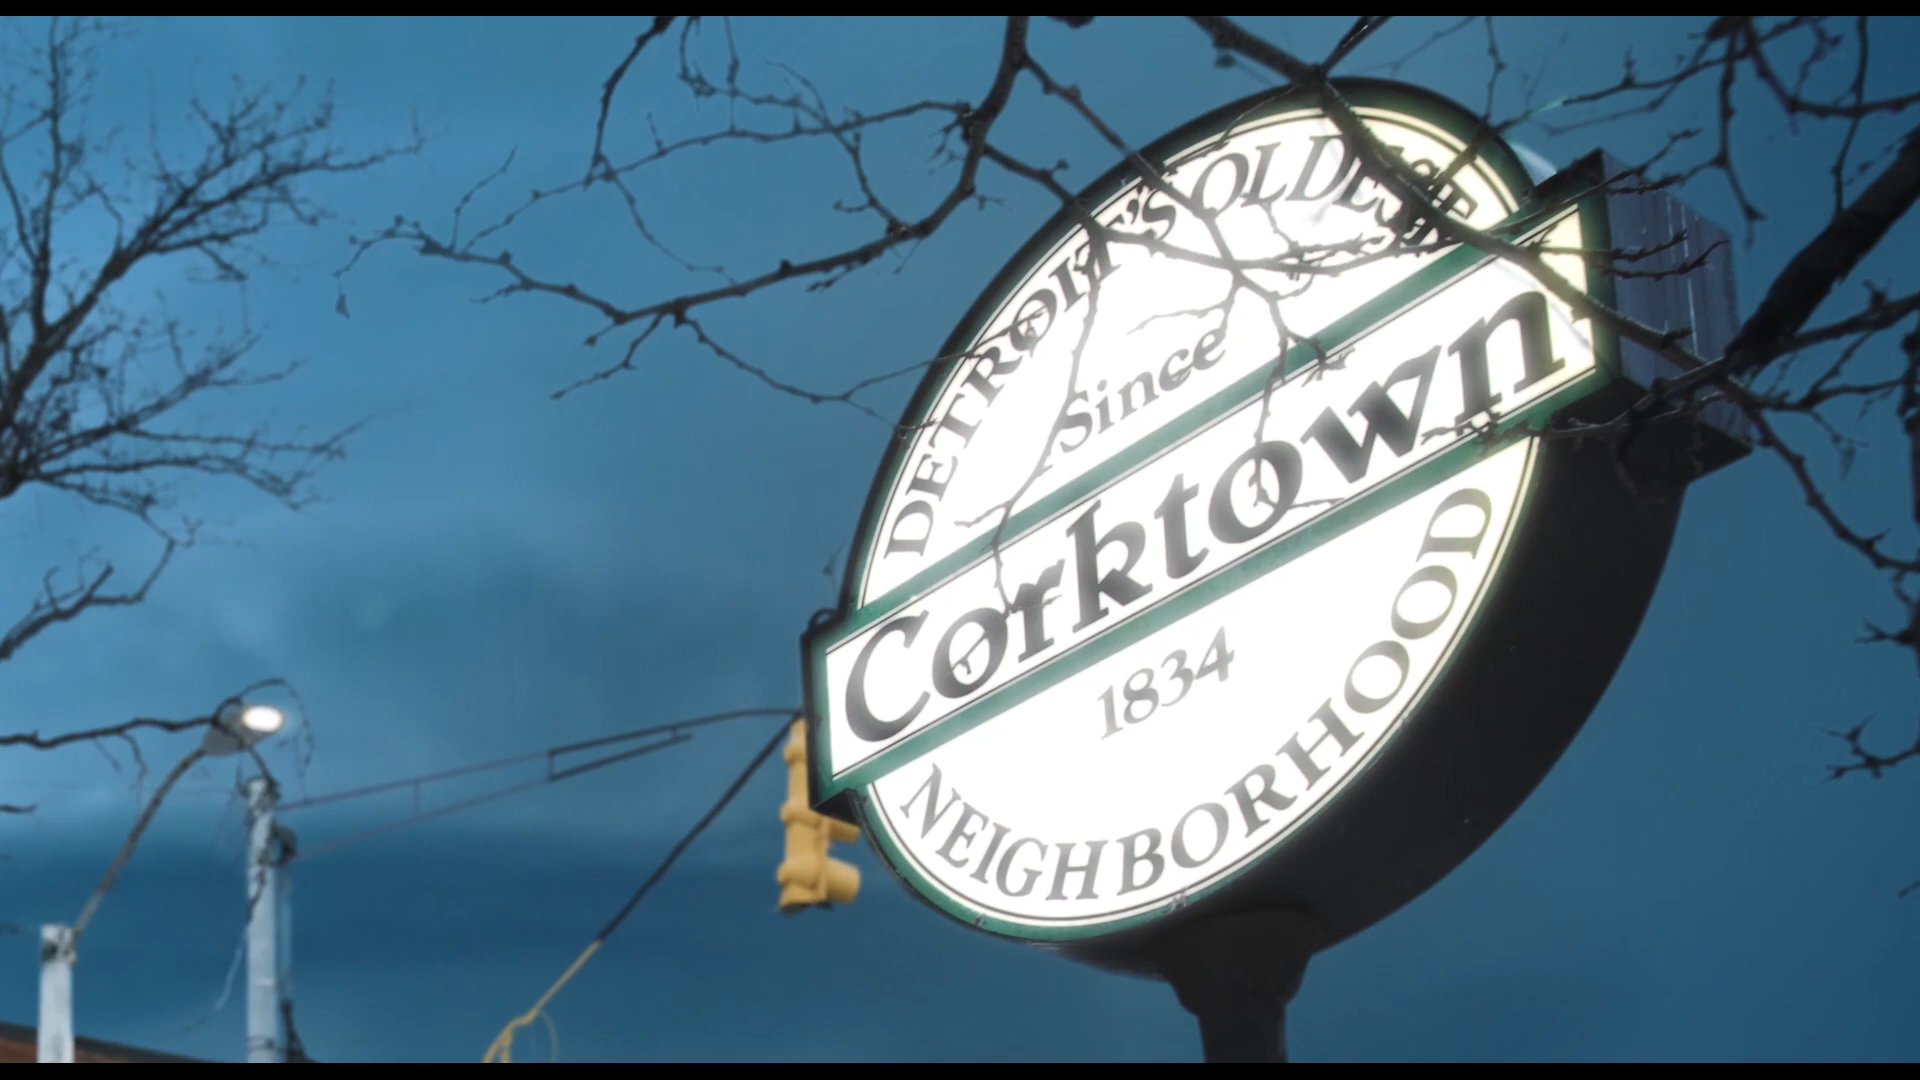 DETROIT'S OLDEST
Since
Corktown
1834
NEIGHBORHOOD